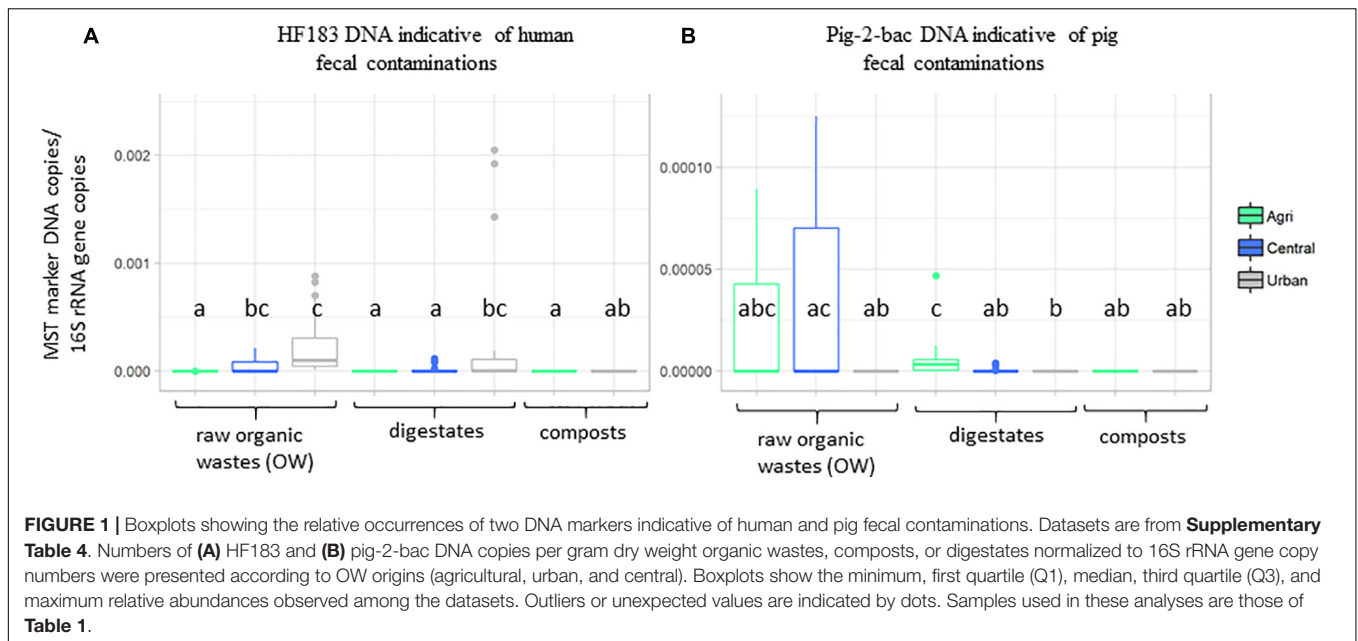 A
HF183 DNA indicative of human
fecal contaminations
B
Pig-2-bac DNA indicative of pig
fecal contaminations
MST marker DNA copies/
16S rRNA gene copies
0.002
0.001
0.000
a bc c a a bc a ab
raw organic
wastes (OW)
digestates
composts
0.00010
0.00005
0.00000
abc ac ab c ab b ab ab
raw organic
wastes (OW)
digestates
composts
Agri
Central
Urban
FIGURE 1 | Boxplots showing the relative occurrences of two DNA markers indicative of human and pig fecal contaminations. Datasets are from Supplementary
Table 4. Numbers of (A) HF183 and (B) pig-2-bac DNA copies per gram dry weight organic wastes, composts, or digestates normalized to 16S rRNA gene copy
numbers were presented according to OW origins (agricultural, urban, and central). Boxplots show the minimum, first quartile (Q1), median, third quartile (Q3), and
maximum relative abundances observed among the datasets. Outliers or unexpected values are indicated by dots. Samples used in these analyses are those of
Table 1.